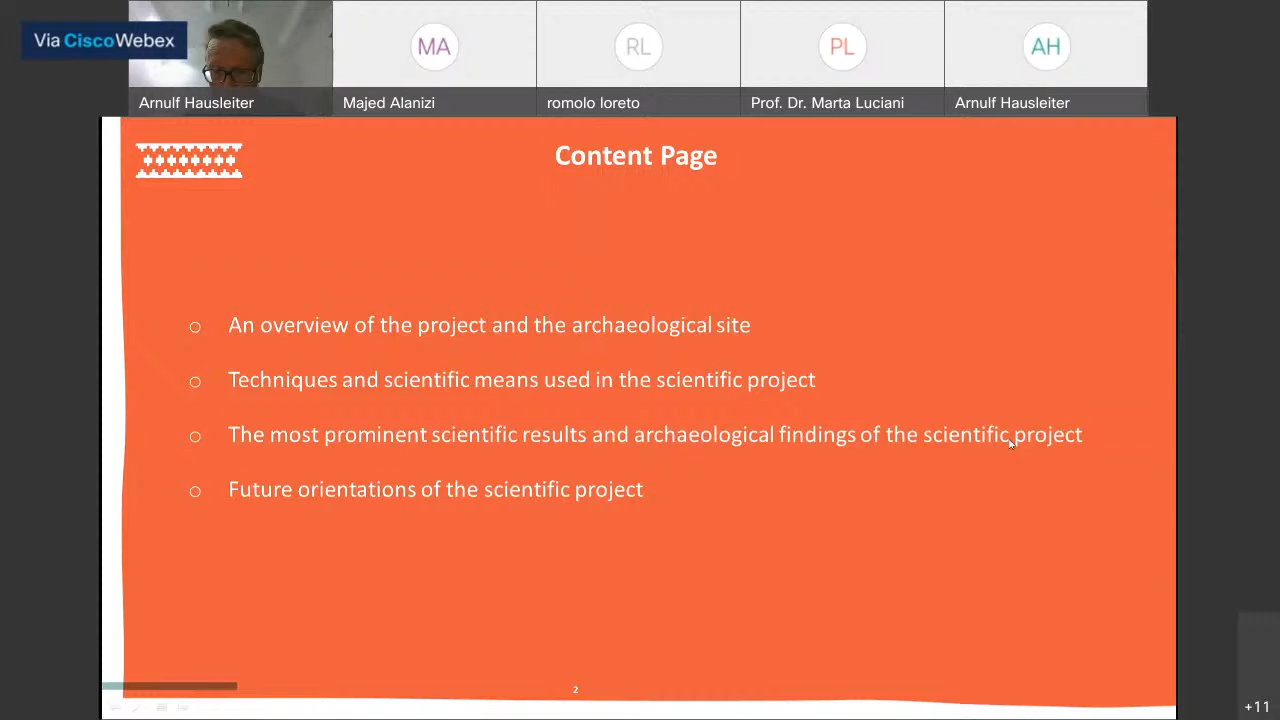 Via Cisco Webex
MA
RL
PL
AH
Arnulf Hausleiter
Majed Alanizi
romolo loreto
Prof. Dr. Marta Luciani
Arnulf Hausleiter
Content Page
An overview of the project and the archaeological site
Techniques and scientific means used in the scientific project
The most prominent scientific results and archaeological findings of the scientific project
Future orientations of the scientific project
2
+11